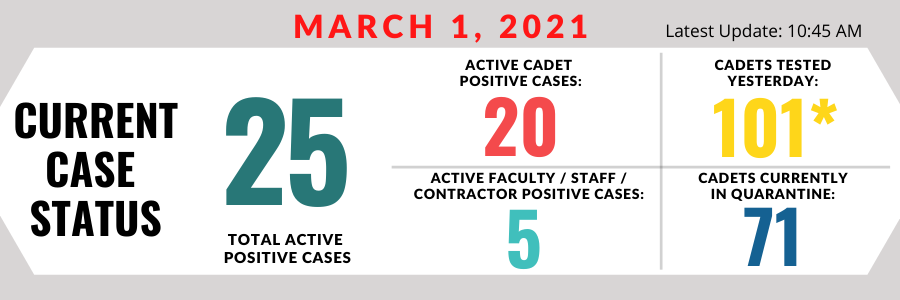 MARCH 1, 2021
Latest Update: 10:45 AM
CURRENT
CASE
STATUS
25
TOTAL ACTIVE
POSITIVE CASES
ACTIVE CADET
POSITIVE CASES:
20
CADETS TESTED
YESTERDAY:
101*
ACTIVE FACULTY / STAFF /
CONTRACTOR POSITIVE CASES:
5
CADETS CURRENTLY
IN QUARANTINE:
71